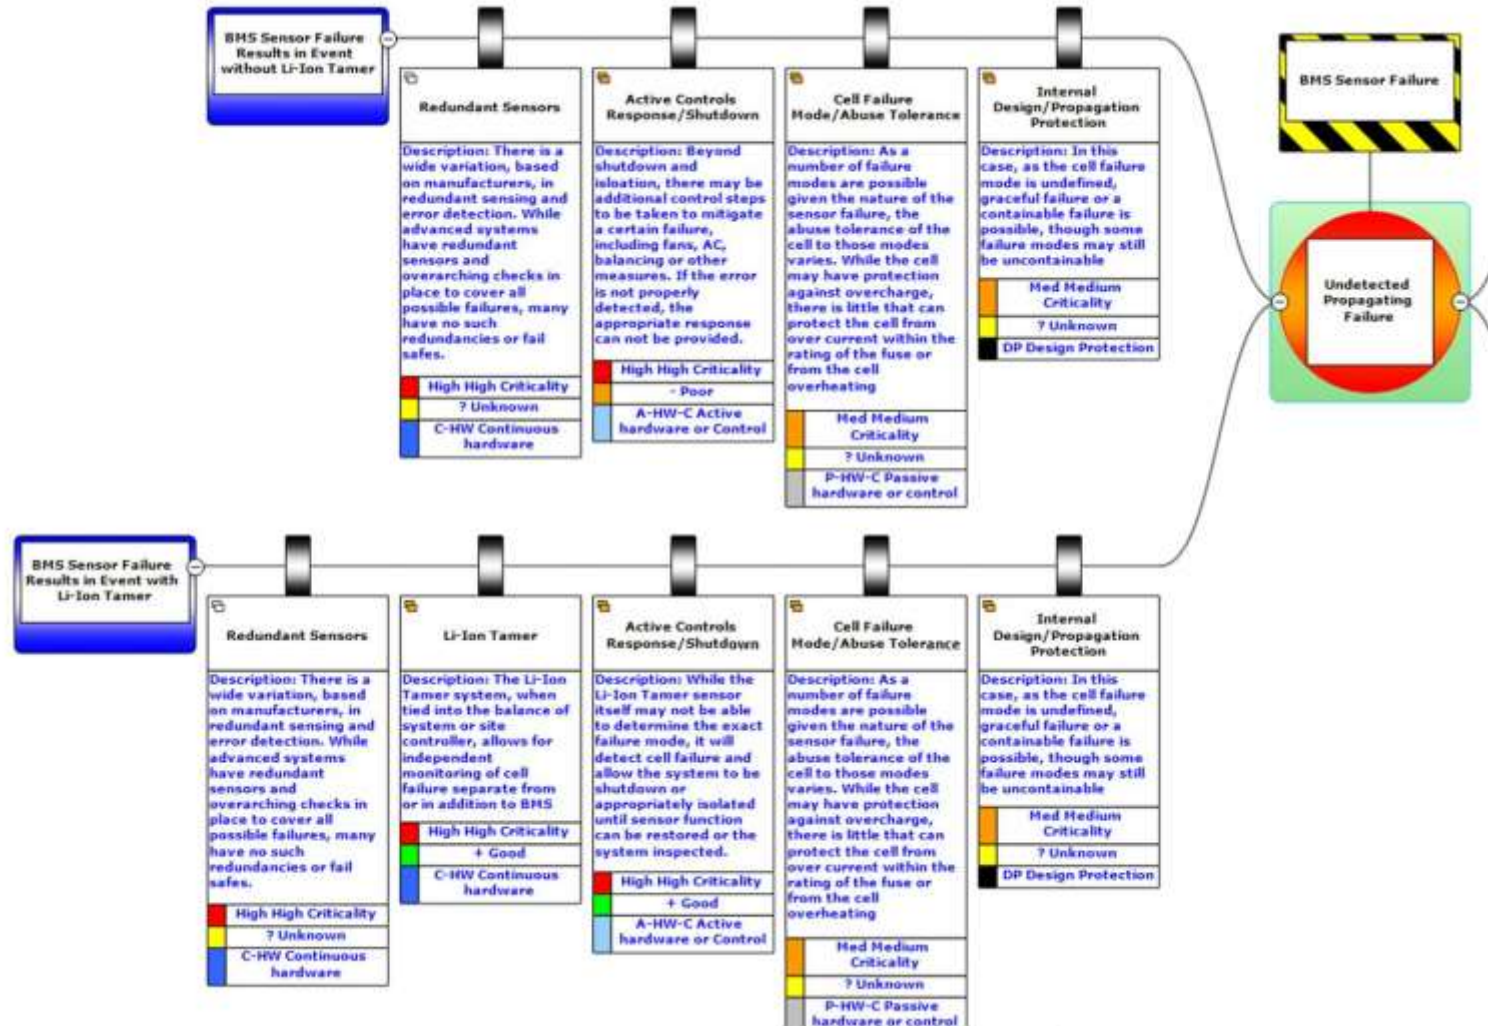 BMS Sensor Failure
Results in Event
without Li-Ion Tamer
Redundant Sensors
Description: There is a
wide variation, based
on manufacturers, in
redundant sensing and
error detection. While
advanced systems
have redundant
sensors and
overarching checks in
place to cover all
possible failures, many
have no such
redundancies or fail
safes.
High High Criticality
? Unknown
C-HW Continuous
hardware
Active Controls
Response/Shutdown
Description: Beyond
shutdown and
isloation, there may be
additional control steps
to be taken to mitigate
a certain failure,
including fans, AC,
balancing or other
measures. If the error
is not properly
detected, the
appropriate response
can not be provided.
High High Criticality
- Poor
A-HW-C Active
hardware or Control
Cell Failure
Mode/Abuse Tolerance
Description: As a
number of failure
modes are possible
given the nature of the
sensor failure, the
abuse tolerance of the
cell to those modes
varies. While the cell
may have protection
against overcharge,
there is little that can
protect the cell from
over current within the
rating of the fuse or
from the cell
overheating
Med Medium
Criticality
? Unknown
P-HW-C Passive
hardware or control
Internal
Design/Propagation
Protection
Description: In this
case, as the cell failure
mode is undefined,
graceful failure or a
containable failure is
possible, though some
failure modes may still
be uncontainable
Med Medium
Criticality
? Unknown
DP Design Protection
BMS Sensor Failure
Undetected
Propagating
Failure
BMS Sensor Failure
Results in Event with
Li-Ion Tamer
Redundant Sensors
Description: There is a
wide variation, based
on manufacturers, in
redundant sensing and
error detection. While
advanced systems
have redundant
sensors and
overarching checks in
place to cover all
possible failures, many
have no such
redundancies or fail
safes.
High High Criticality
? Unknown
C-HW Continuous
hardware
Li-Ion Tamer
Description: The Li-Ion
Tamer system, when
tied into the balance of
system or site
controller, allows for
independent
monitoring of cell
failure separate from
or in addition to BMS
High High Criticality
+ Good
C-HW Continuous
hardware
Active Controls
Response/Shutdown
Description: While the
Li-Ion Tamer sensor
itself may not be able
to determine the exact
failure mode, it will
detect cell failure and
allow the system to be
shutdown or
appropriately isolated
until sensor function
can be restored or the
system inspected.
High High Criticality
+ Good
A-HW-C Active
hardware or Control
Cell Failure
Mode/Abuse Tolerance
Description: As a
number of failure
modes are possible
given the nature of the
sensor failure, the
abuse tolerance of the
cell to those modes
varies. While the cell
may have protection
against overcharge,
there is little that can
protect the cell from
over current within the
rating of the fuse or
from the cell
overheating
Med Medium
Criticality
? Unknown
P-HW-C Passive
hardware or control
Internal
Design/Propagation
Protection
Description: In this
case, as the cell failure
mode is undefined,
graceful failure or a
containable failure is
possible, though some
failure modes may still
be uncontainable
Med Medium
Criticality
? Unknown
DP Design Protection